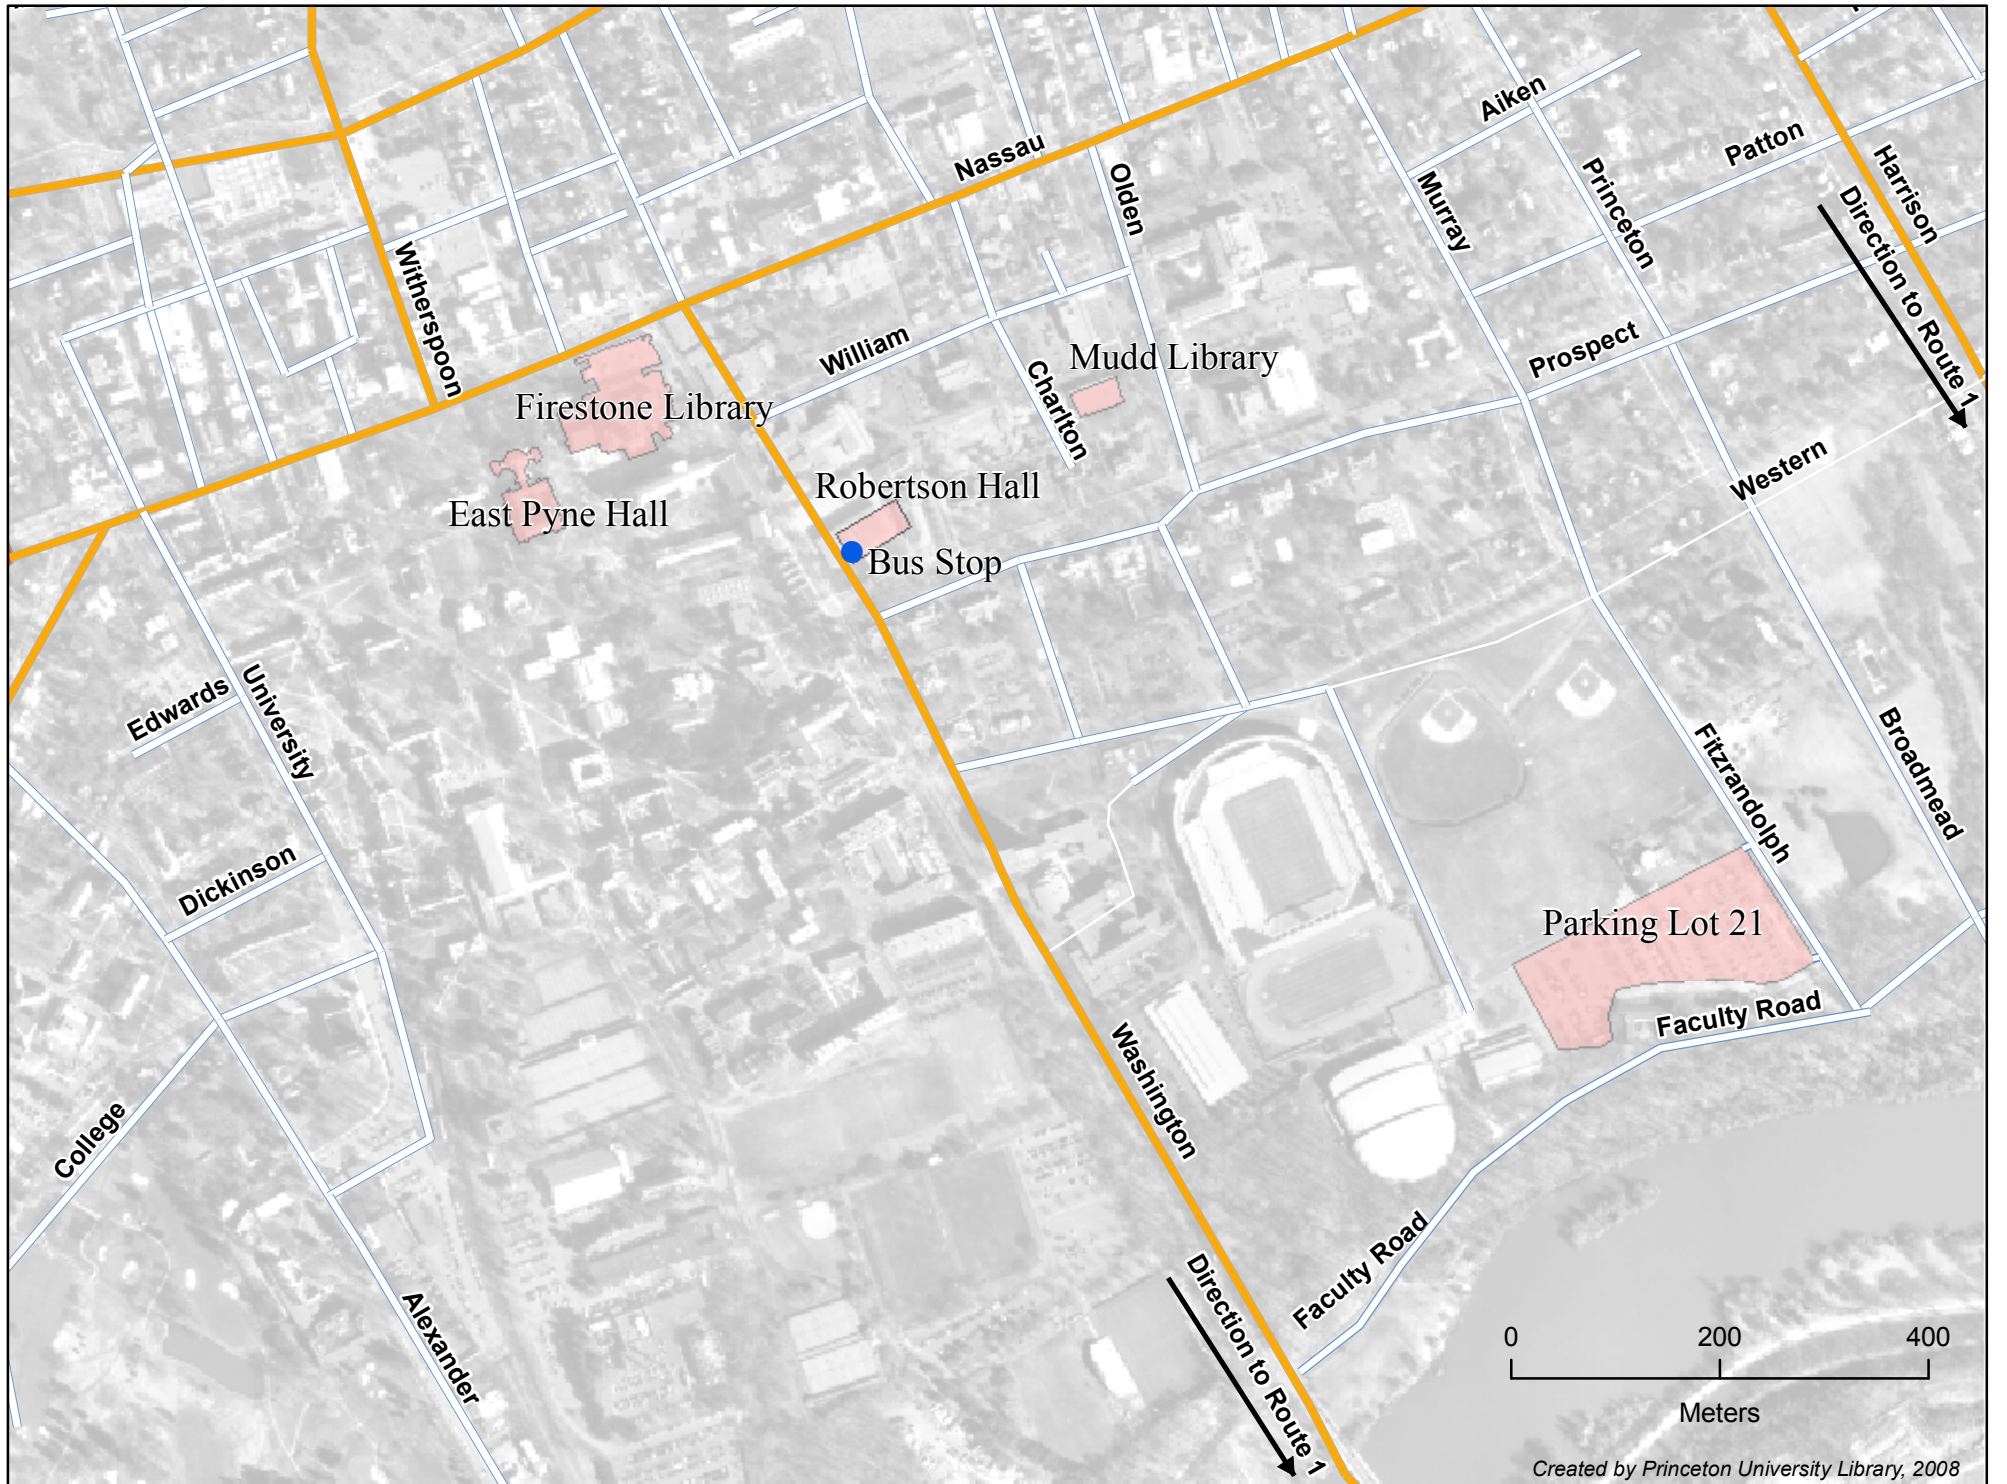 Nassau
Aiken
Patton
Harrison
Direction to Route 1
Olden
Murray
Princeton
Witherspoon
William
Charlton
Mudd Library
Prospect
Firestone Library
Western
Robertson Hall
East Pyne Hall
Bus Stop
Edwards
University
Broadmead
Fitzrandolph
Dickinson
Parking Lot 21
Faculty Road
Washington
College
Faculty Road
Direction to Route 1
Alexander
0 200 400
Meters
Created by Princeton University Library, 2008